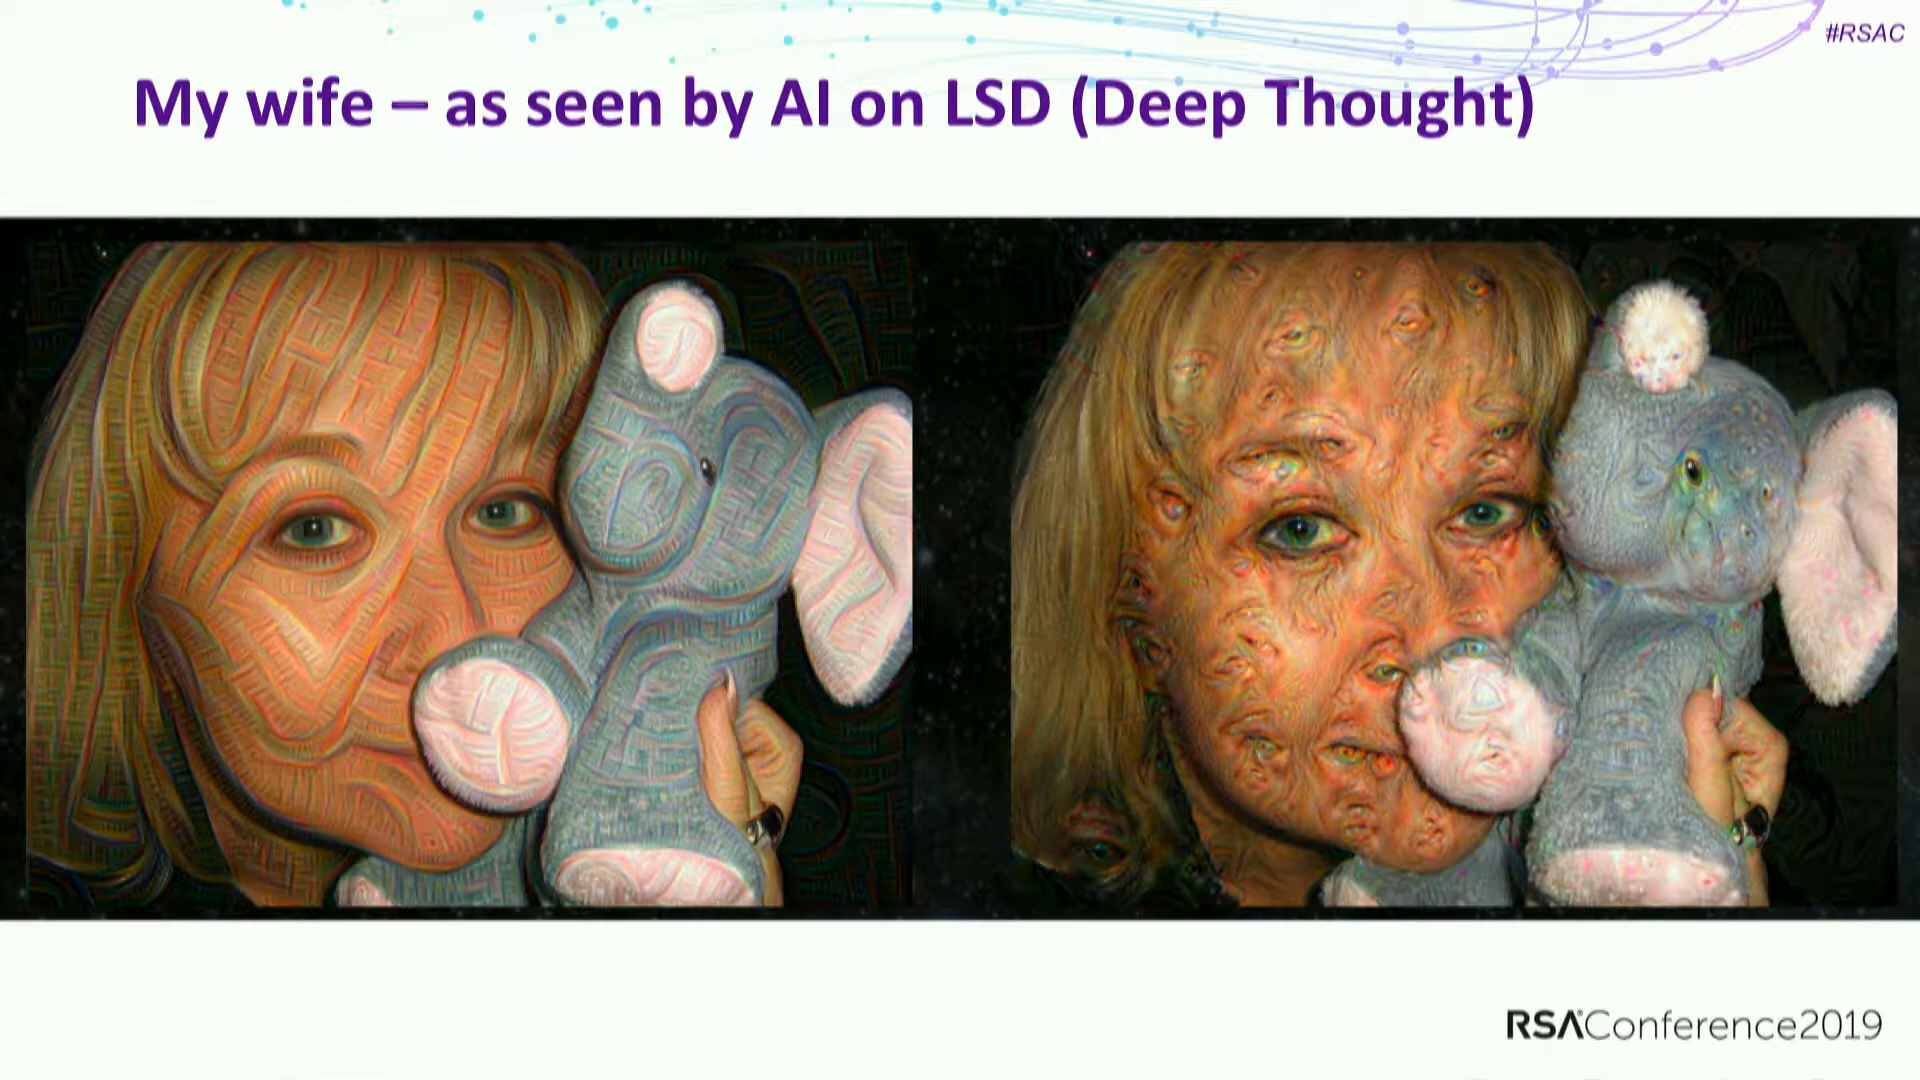 #RSAC
My wife – as seen by AI on LSD (Deep Thought)
RSAConference2019